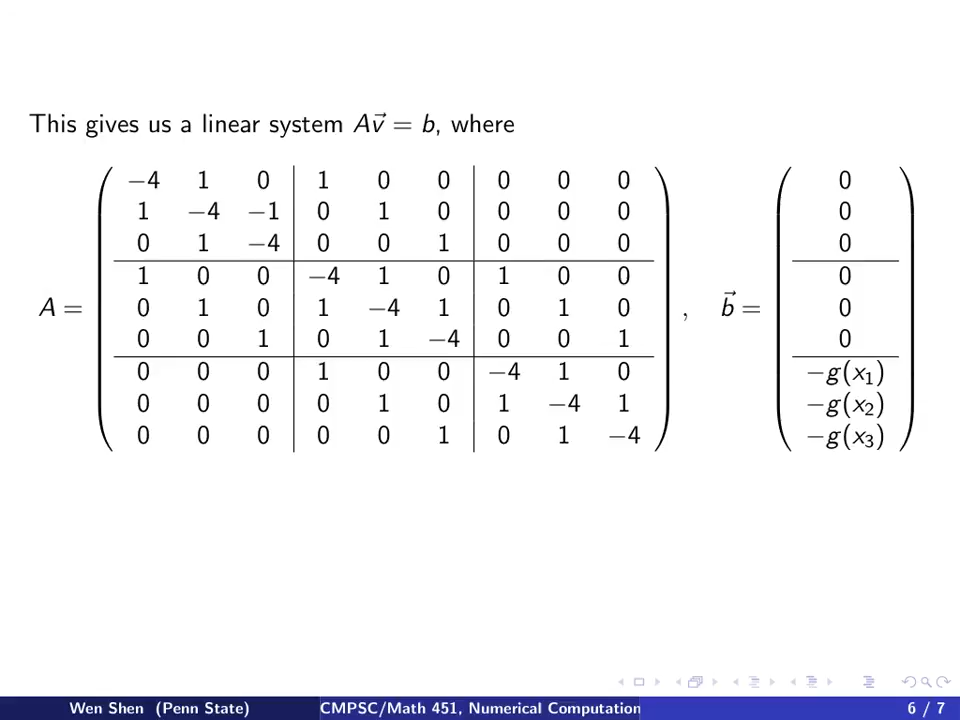 This gives us a linear system Av⃗ = b, where
−4 1 0 1 0 0 0 0 0 0
1 −4 −1 0 1 0 0 0 0 0
0 1 −4 0 0 1 0 0 0 0
1 0 0 −4 1 0 1 0 0 0
A = 0 1 0 1 −4 1 0 1 0 , b⃗ = 0
0 0 1 0 1 −4 0 0 1 0
0 0 0 1 0 0 −4 1 0 −g(x₁)
0 0 0 0 1 0 1 −4 1 −g(x₂)
0 0 0 0 0 1 0 1 −4 −g(x₃)
Wen Shen (Penn State) CMPSC/Math 451, Numerical Computation 6 / 7